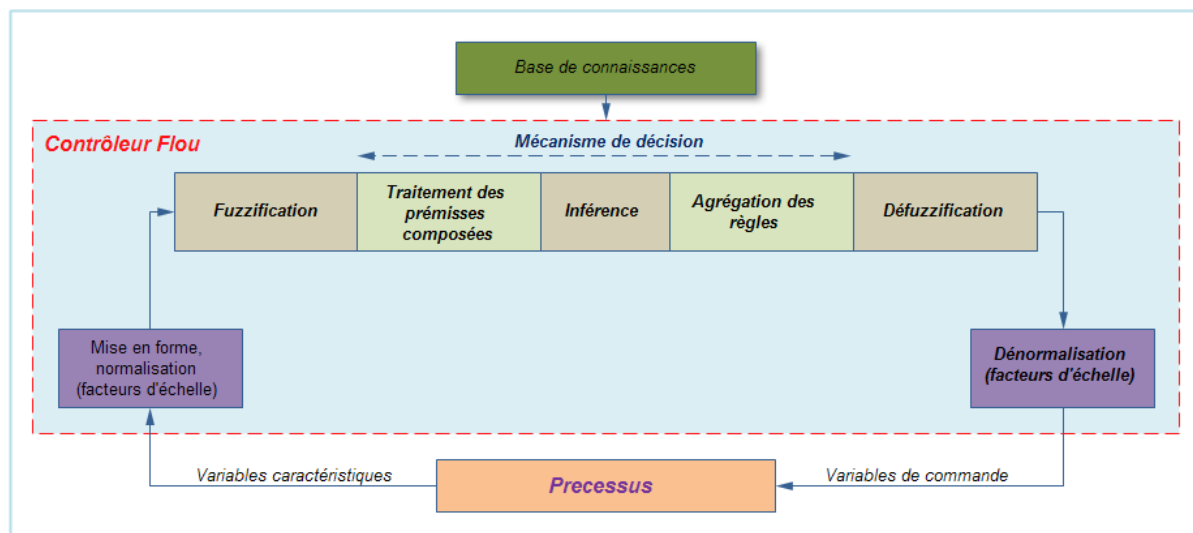 Base de connaissances
Contrôleur Flou
Mécanisme de décision
Fuzzification
Traitement des
prémisses
composées
Inférence
Agrégation des
règles
Défuzzification
Mise en forme,
normalisation
(facteurs d'échelle)
Dénormalisation
(facteurs d'échelle)
Variables caractéristiques
Precessus
Variables de commande